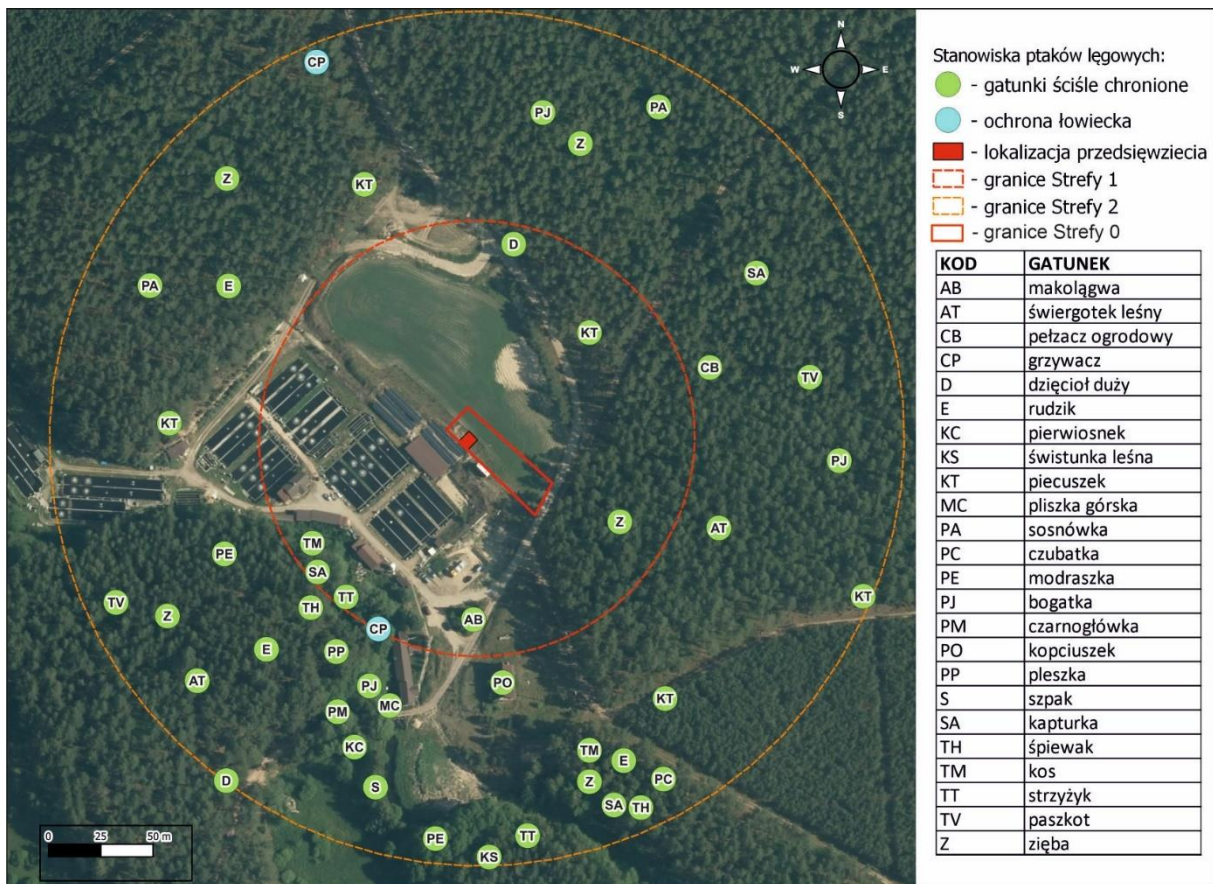 CP
PJ
PA
Z
Z
KT
D
SA
PA
E
KT
CB
TV
KT
PJ
Z
AT
TM
PE
SA
TT
KT
TV
TH
Z
AB
CP
E
PP
AT
PJ
PO
MC
KT
PM
KC
TM
E
D
S
Z
PC
SA
TH
PE
TT
KS
N
W
E
S
0 25 50 m
Stanowiska ptaków lęgowych:
- gatunki ściśle chronione
- ochrona łowiecka
- lokalizacja przedsięwziecia
- granice Strefy 1
- granice Strefy 2
- granice Strefy 0
KOD GATUNEK
AB makolągwa
AT świergotek leśny
CB pełzacz ogrodowy
CP grzywacz
D dzięcioł duży
E rudzik
KC pierwiosnek
KS świstunka leśna
KT piecuszek
MC pliszka górska
PA sosnówka
PC czubatka
PE modraszka
PJ bogatka
PM czarnogłówka
PO kopciuszek
PP pleszka
S szpak
SA kapturka
TH śpiewak
TM kos
TT strzyżyk
TV paszkot
Z zięba